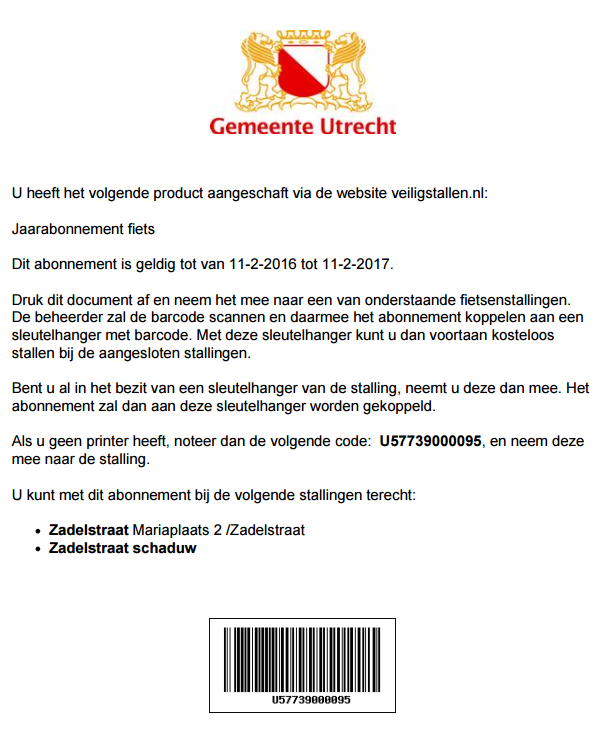 Gemeente Utrecht
U heeft het volgende product aangeschaft via de website veiligstallen.nl:
Jaarabonnement fiets
Dit abonnement is geldig tot van 11-2-2016 tot 11-2-2017.
Druk dit document af en neem het mee naar een van onderstaande fietsenstallingen.
De beheerder zal de barcode scannen en daarmee het abonnement koppelen aan een
sleutelhanger met barcode. Met deze sleutelhanger kunt u dan voortaan kosteloos
stallen bij de aangesloten stallingen.
Bent u al in het bezit van een sleutelhanger van de stalling, neemt u deze dan mee. Het
abonnement zal dan aan deze sleutelhanger worden gekoppeld.
Als u geen printer heeft, noteer dan de volgende code: U57739000095, en neem deze
mee naar de stalling.
U kunt met dit abonnement bij de volgende stallingen terecht:
• Zadelstraat Mariaplaats 2 /Zadelstraat
• Zadelstraat schaduw
U57739000095